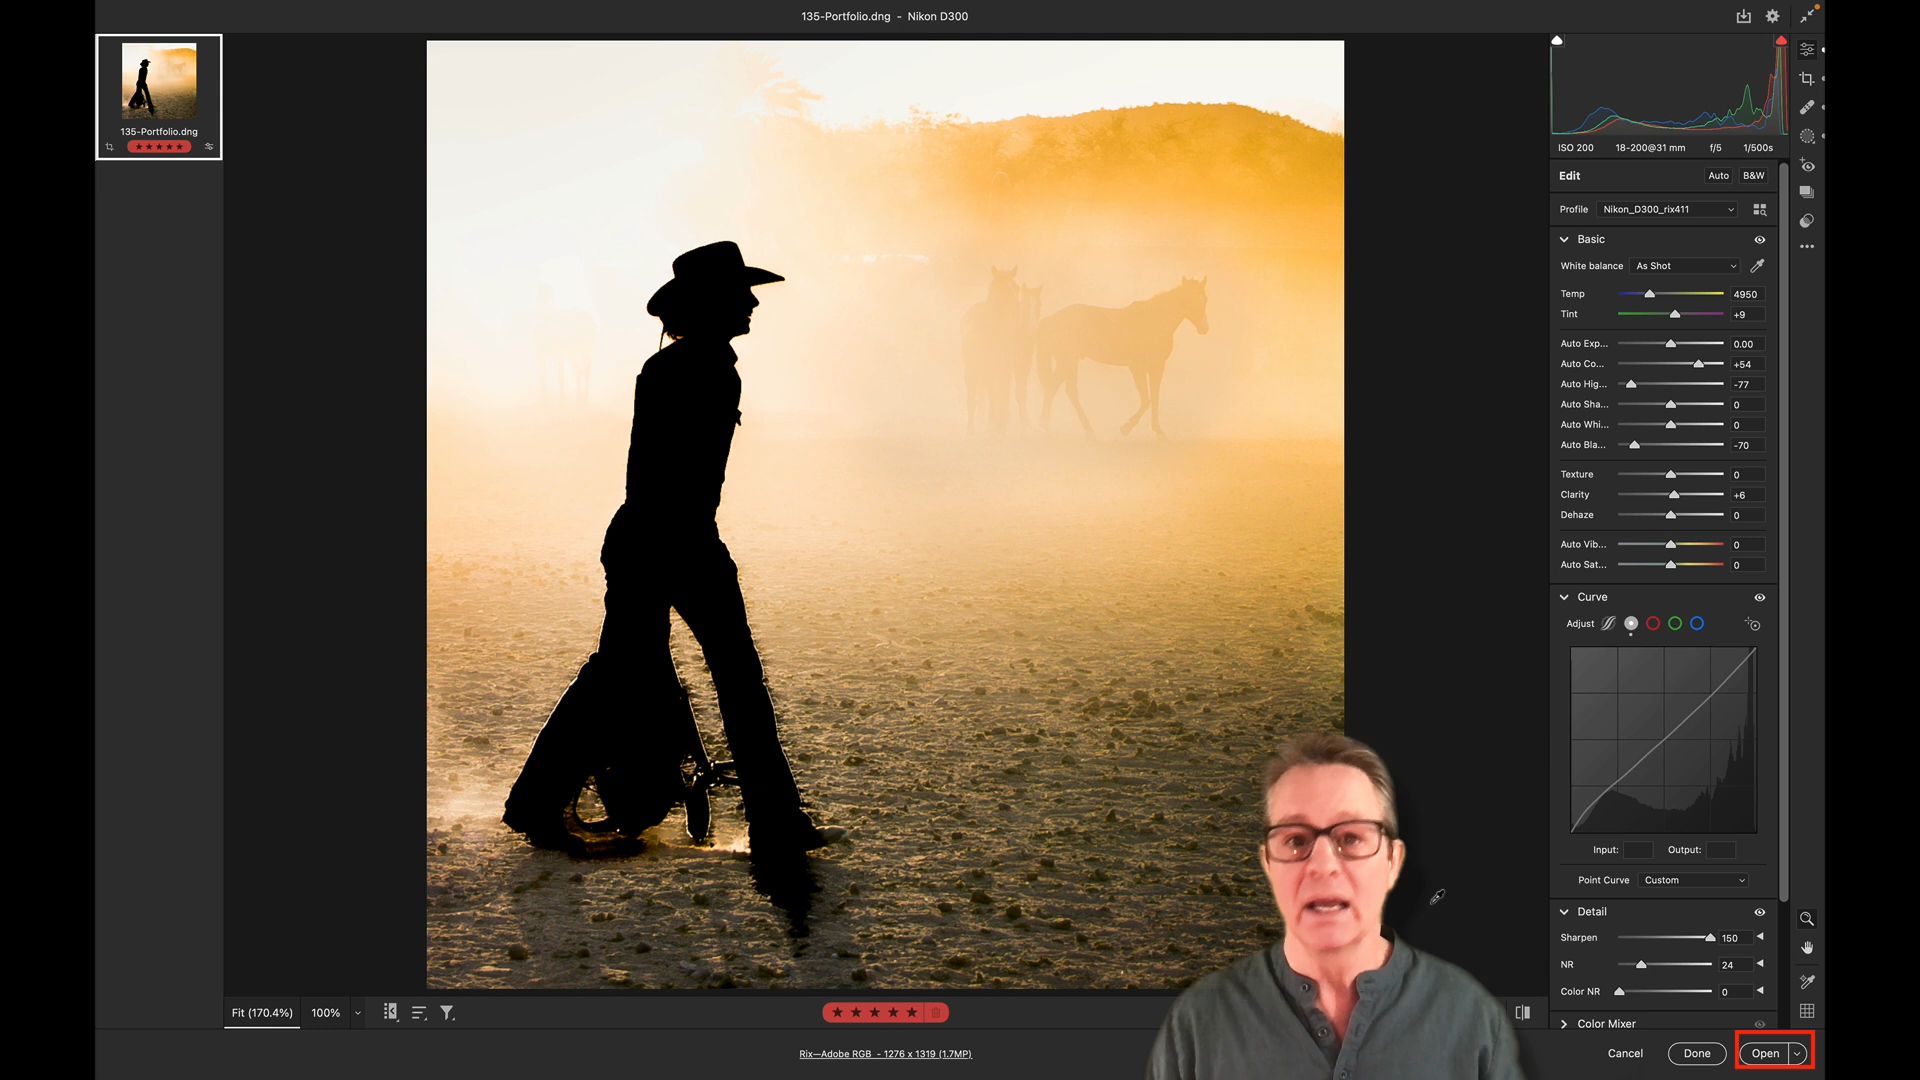 135-Portfolio.dng - Nikon D300
135-Portfolio.dng
ISO 200 18-200@31 mm f/5 1/500s
Edit Auto B&W
Profile Nikon_D300_rix411
Basic
White balance As Shot
Temp 4950
Tint +9
Auto Exp... 0.00
Auto Co... +54
Auto Hig... -77
Auto Sha... 0
Auto Whi... 0
Auto Bla... -70
Texture 0
Clarity +6
Dehaze 0
Auto Vib... 0
Auto Sat... 0
Curve
Adjust
Input: Output:
Point Curve Custom
Detail
Sharpen 150
NR 24
Color NR 0
Color Mixer
Fit (170.4%) 100%
Rix—Adobe RGB - 1276 x 1319 (1.7MP)
Cancel Done Open